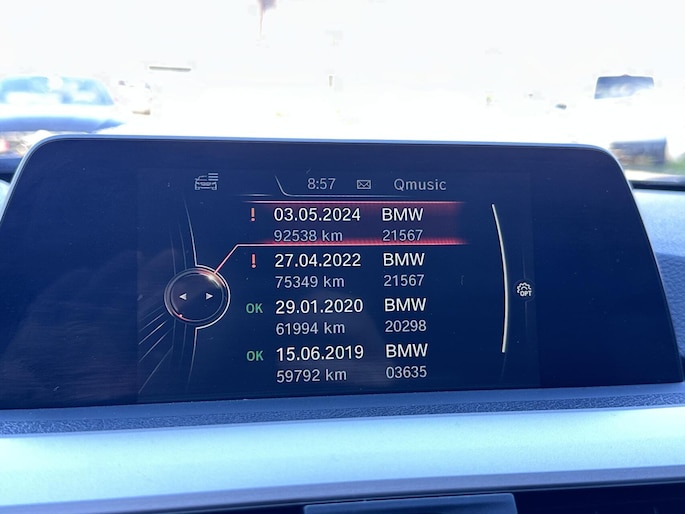 8:57 Qmusic
! 03.05.2024 BMW
92538 km 21567
! 27.04.2022 BMW
75349 km 21567
OK 29.01.2020 BMW
61994 km 20298
OK 15.06.2019 BMW
59792 km 03635
OPT